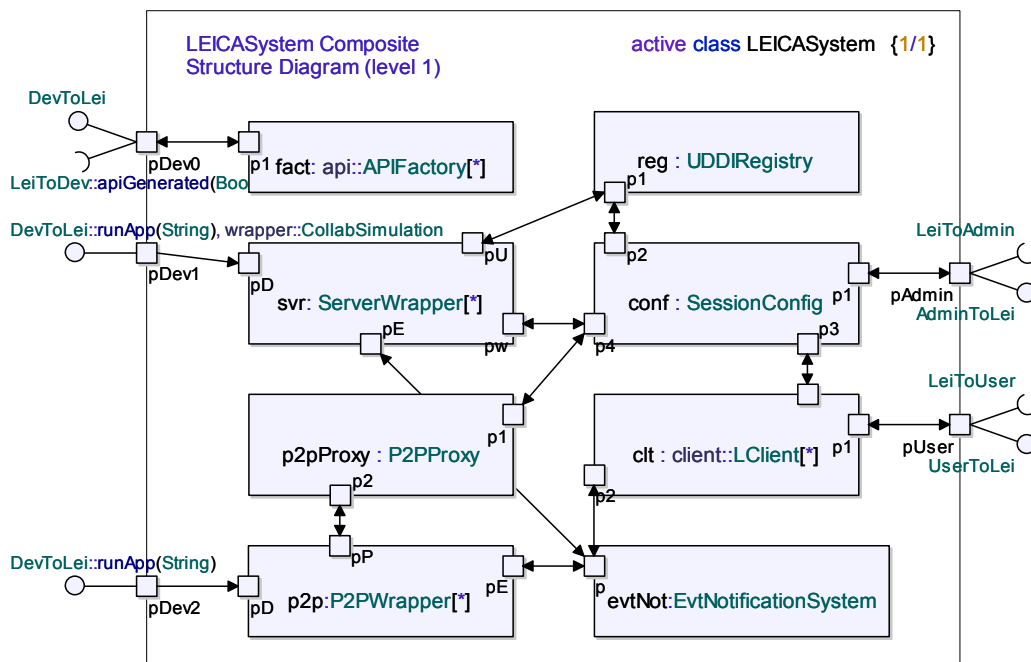 LEICASystem Composite
Structure Diagram (level 1)
active class LEICASystem {1/1}
DevToLei
pDev0
LeiToDev::apiGenerated(Boo
p1
fact: api::APIFactory[*]
reg : UDDIRegistry
p1
DevToLei::runApp(String), wrapper::CollabSimulation
pDev1
pD
pU
svr: ServerWrapper[*]
pE
pw
p2
conf : SessionConfig
p1
p3
p4
LeiToAdmin
pAdmin
AdminToLei
p1
p2pProxy : P2PProxy
p2
clt : client::LClient[*]
p1
p2
LeiToUser
pUser
UserToLei
DevToLei::runApp(String)
pDev2
pD
pP
pE
p2p:P2PWrapper[*]
p
evtNot:EvtNotificationSystem